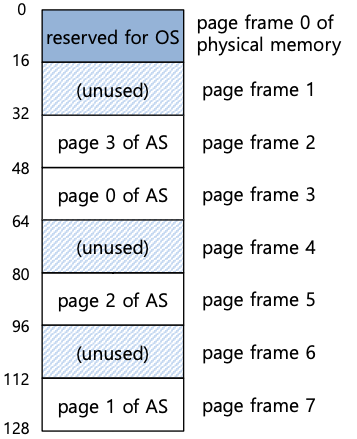 0
page frame 0 of
physical memory
reserved for OS
16
(unused)
page frame 1
32
page 3 of AS
page frame 2
48
page 0 of AS
page frame 3
64
(unused)
page frame 4
80
page 2 of AS
page frame 5
96
(unused)
page frame 6
112
page 1 of AS
page frame 7
128